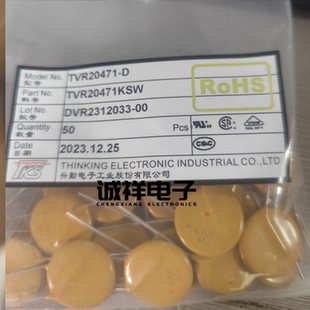 Model No. TVR20471-D
型号
Part No. TVR20471KSW
Lot No. DVR2312033-00
批号
Quantity 50 Pcs
数量
Date 2023.12.25
日期
RoHS
TKS
THINKING ELECTRONIC INDUSTRIAL CO.,LTD.
兴勤电子工业股份有限公司
诚祥电子
CHENGXIANG ELECTRONICS